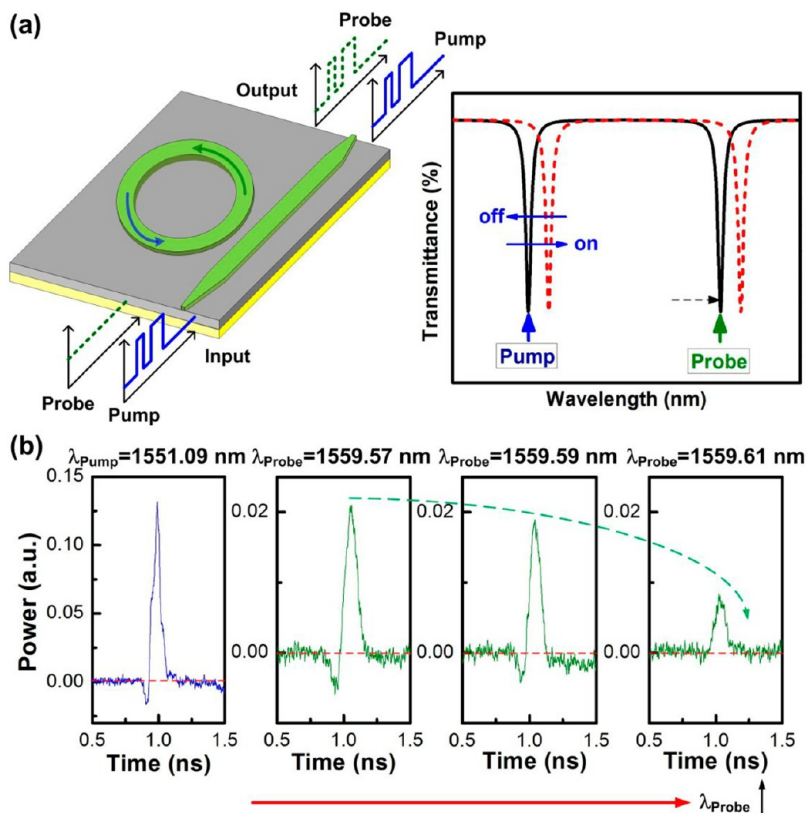 (a)
Probe
Pump
Output
Input
Probe
Pump
Transmittance (%)
off
on
Pump
Probe
Wavelength (nm)
(b)
λPump=1551.09 nm λProbe=1559.57 nm λProbe=1559.59 nm λProbe=1559.61 nm
Power (a.u.)
0.15
0.10
0.05
0.00
0.02
0.00
0.02
0.00
0.02
0.00
0.5 1.0 1.5 0.5 1.0 1.5 0.5 1.0 1.5 0.5 1.0 1.5
Time (ns) Time (ns) Time (ns) Time (ns)
λProbe